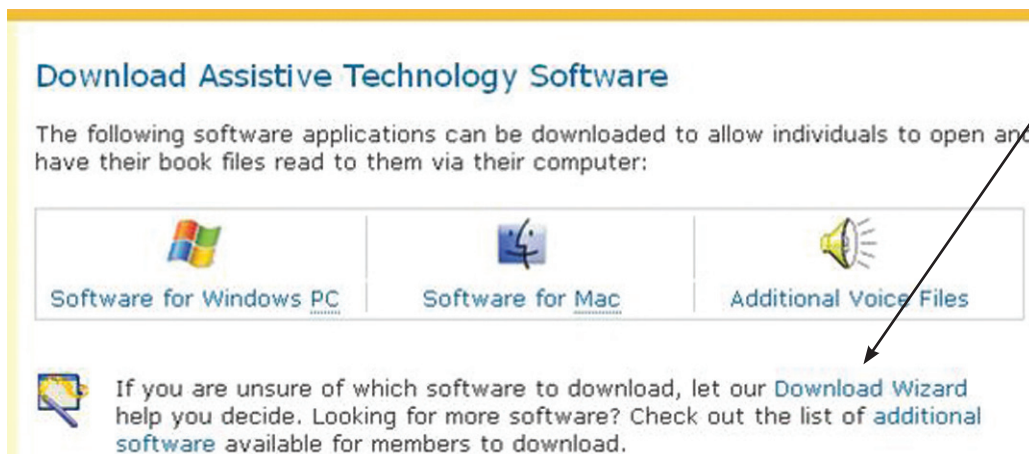 Download Assistive Technology Software
The following software applications can be downloaded to allow individuals to open and
have their book files read to them via their computer:
Software for Windows PC
Software for Mac
Additional Voice Files
If you are unsure of which software to download, let our Download Wizard
help you decide. Looking for more software? Check out the list of additional
software available for members to download.